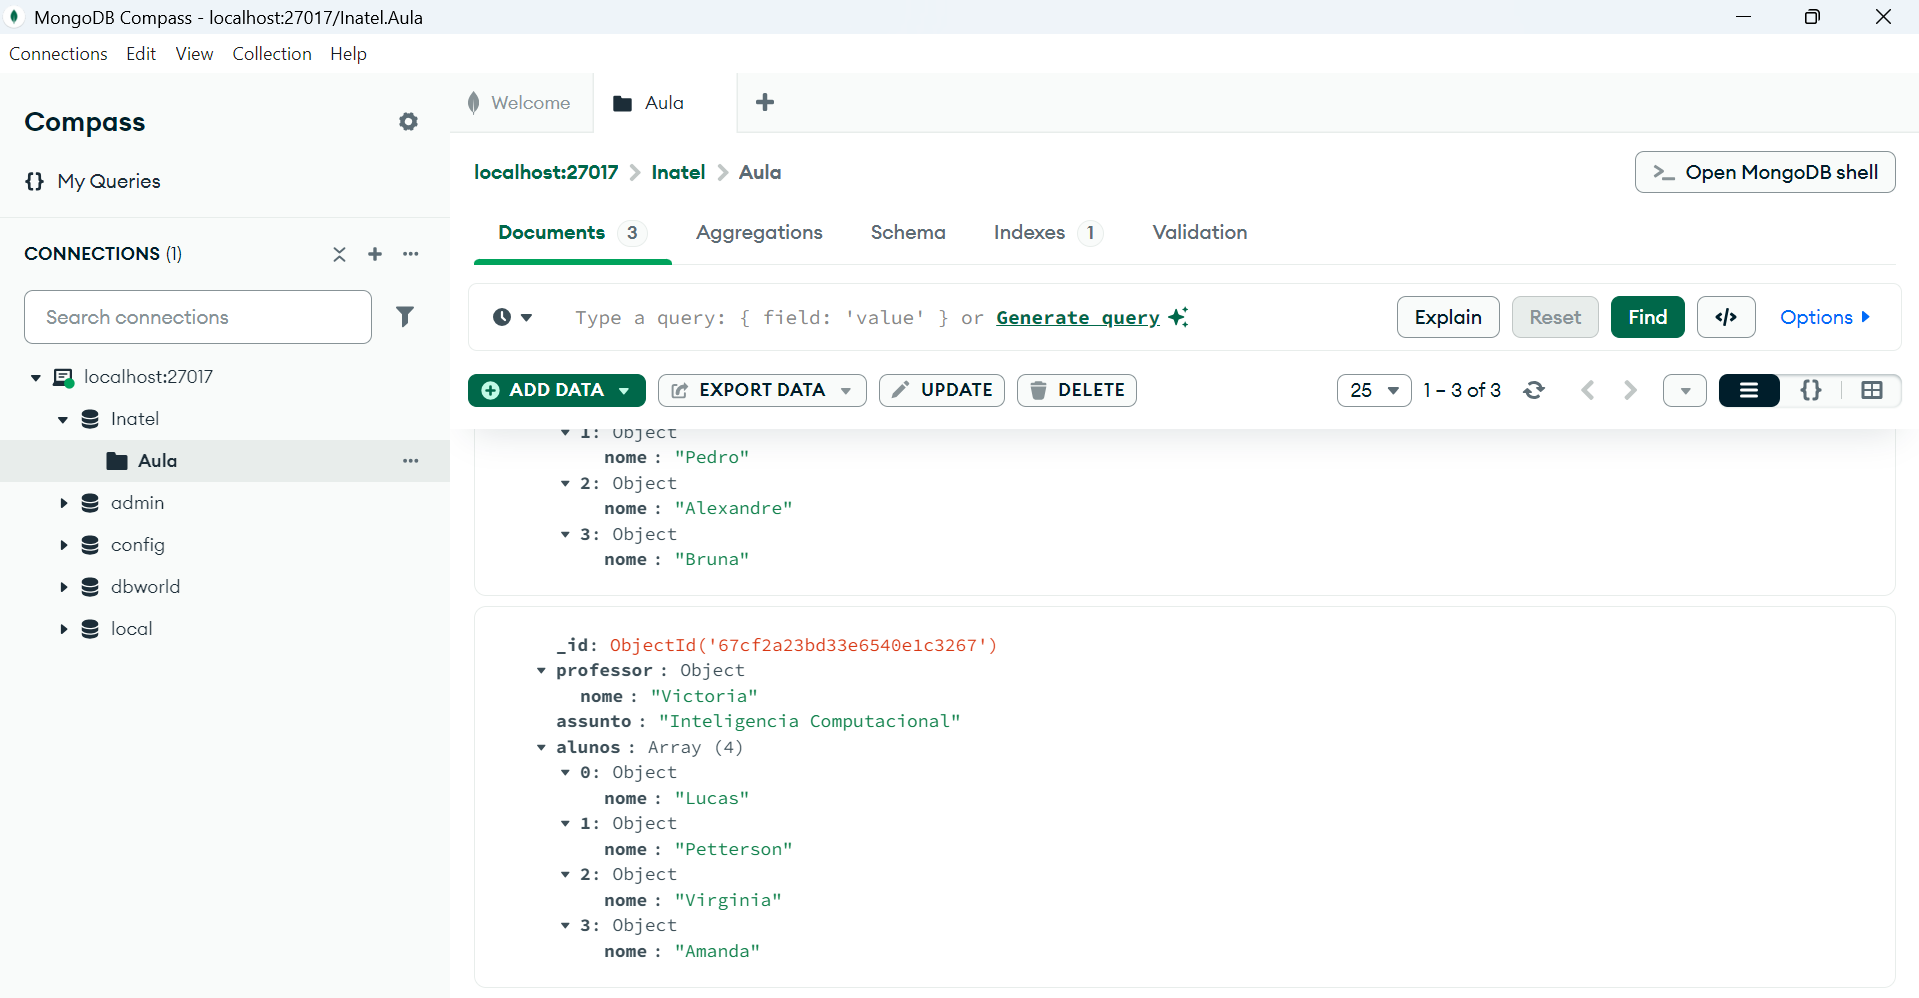 MongoDB Compass - localhost:27017/Inatel.Aula
Connections Edit View Collection Help
Compass
{} My Queries
CONNECTIONS (1)
Search connections
localhost:27017
Inatel
Aula
admin
config
dbworld
local
Welcome
Aula
localhost:27017 > Inatel > Aula
>_ Open MongoDB shell
Documents 3 Aggregations Schema Indexes 1 Validation
Type a query: { field: 'value' } or Generate query
Explain Reset Find </> Options
ADD DATA EXPORT DATA UPDATE DELETE
25 1 – 3 of 3 {}
1: Object
nome : "Pedro"
2: Object
nome : "Alexandre"
3: Object
nome : "Bruna"
_id: ObjectId('67cf2a23bd33e6540e1c3267')
professor : Object
nome : "Victoria"
assunto : "Inteligencia Computacional"
alunos : Array (4)
0: Object
nome : "Lucas"
1: Object
nome : "Petterson"
2: Object
nome : "Virginia"
3: Object
nome : "Amanda"